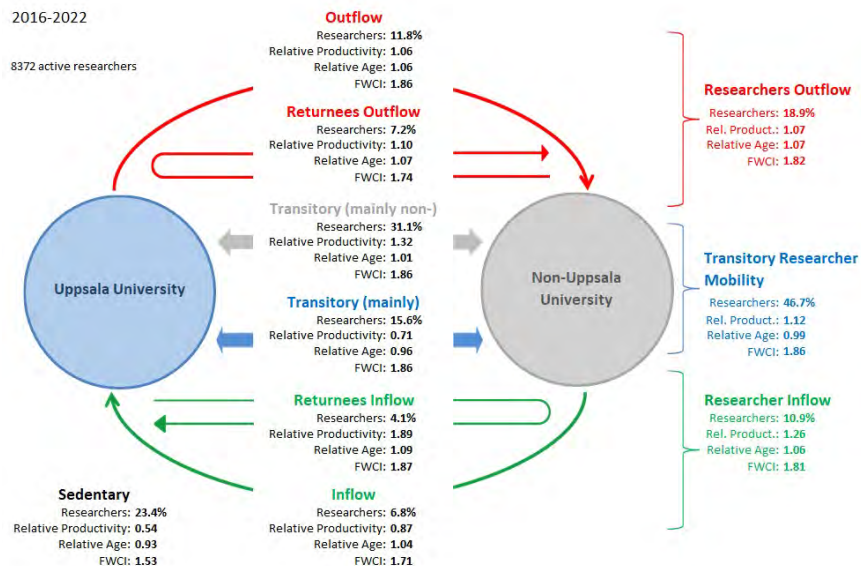 2016-2022
8372 active researchers
Outflow
Researchers: 11.8%
Relative Productivity: 1.06
Relative Age: 1.06
FWCI: 1.86
Returnees Outflow
Researchers: 7.2%
Relative Productivity: 1.10
Relative Age: 1.07
FWCI: 1.74
Transitory (mainly non-)
Researchers: 31.1%
Relative Productivity: 1.32
Relative Age: 1.01
FWCI: 1.86
Transitory (mainly)
Researchers: 15.6%
Relative Productivity: 0.71
Relative Age: 0.96
FWCI: 1.86
Returnees Inflow
Researchers: 4.1%
Relative Productivity: 1.89
Relative Age: 1.09
FWCI: 1.87
Inflow
Researchers: 6.8%
Relative Productivity: 0.87
Relative Age: 1.04
FWCI: 1.71
Sedentary
Researchers: 23.4%
Relative Productivity: 0.54
Relative Age: 0.93
FWCI: 1.53
Uppsala University
Non-Uppsala
University
Researchers Outflow
Researchers: 18.9%
Rel. Product.: 1.07
Relative Age: 1.07
FWCI: 1.82
Transitory Researcher
Mobility
Researchers: 46.7%
Rel. Product.: 1.12
Relative Age: 0.99
FWCI: 1.86
Researcher Inflow
Researchers: 10.9%
Rel. Product.: 1.26
Relative Age: 1.06
FWCI: 1.81